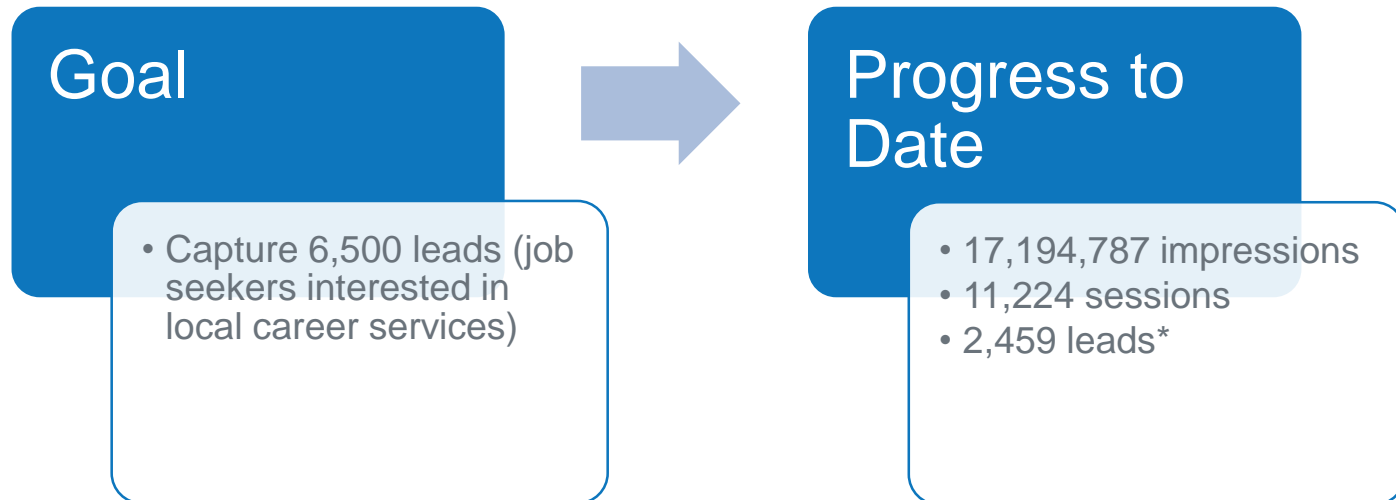 Goal
• Capture 6,500 leads (job
seekers interested in
local career services)
Progress to
Date
• 17,194,787 impressions
• 11,224 sessions
• 2,459 leads*